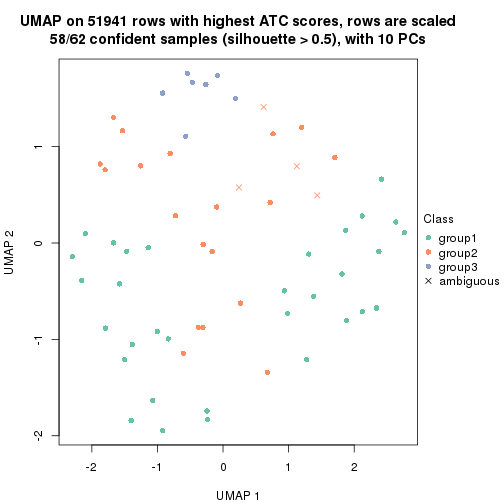 UMAP on 51941 rows with highest ATC scores, rows are scaled
58/62 confident samples (silhouette > 0.5), with 10 PCs
1
0
-1
-2
UMAP 2
-2
-1
0
1
2
UMAP 1
Class
group1
group2
group3
ambiguous